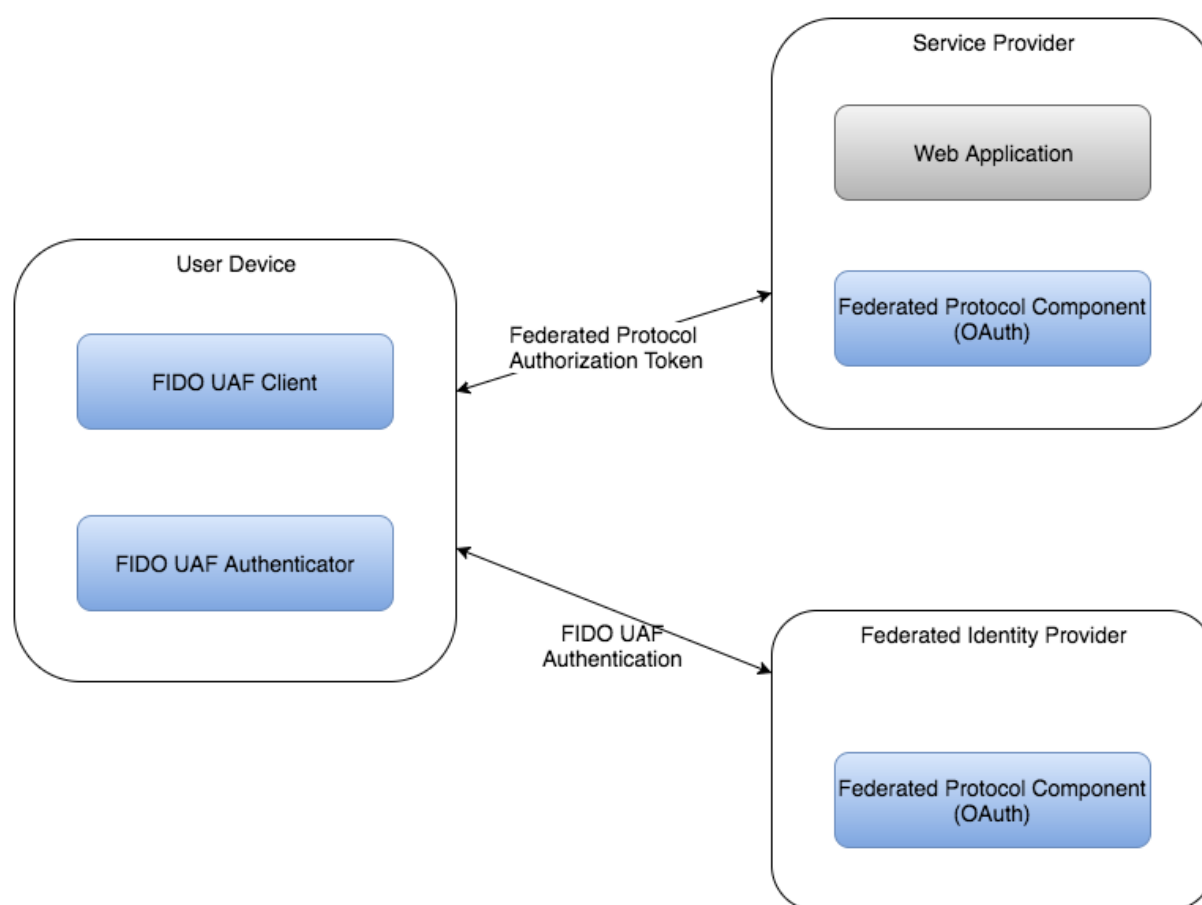 Service Provider
Web Application
Federated Protocol Component
(OAuth)
User Device
FIDO UAF Client
FIDO UAF Authenticator
Federated Protocol
Authorization Token
FIDO UAF
Authentication
Federated Identity Provider
Federated Protocol Component
(OAuth)